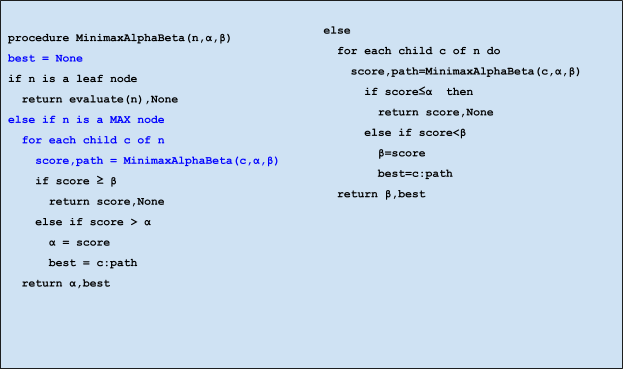 procedure MinimaxAlphaBeta(n,α,β)
best = None
if n is a leaf node
return evaluate(n),None
else if n is a MAX node
for each child c of n
score,path = MinimaxAlphaBeta(c,α,β)
if score ≥ β
return score,None
else if score > α
α = score
best = c:path
return α,best
else
for each child c of n do
score,path=MinimaxAlphaBeta(c,α,β)
if score≤α then
return score,None
else if score<β
β=score
best=c:path
return β,best